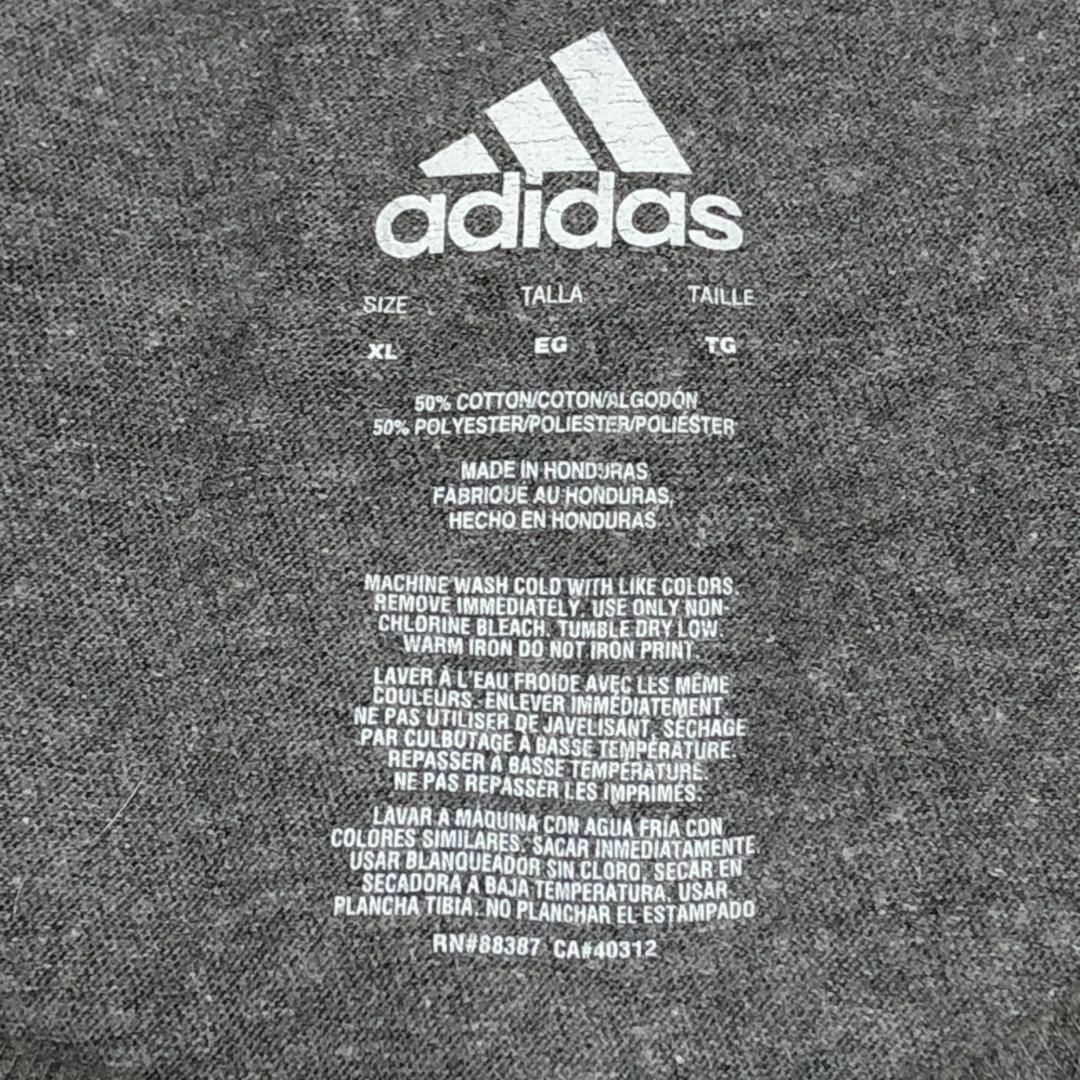 adidas
SIZE TALLA TAILLE
XL EG TG
50% COTTON/COTON/ALGODÓN
50% POLYESTER/POLIESTER/POLIÉSTER
MADE IN HONDURAS
FABRIQUÉ AU HONDURAS,
HECHO EN HONDURAS
MACHINE WASH COLD WITH LIKE COLORS.
REMOVE IMMEDIATELY. USE ONLY NON-
CHLORINE BLEACH. TUMBLE DRY LOW.
WARM IRON DO NOT IRON PRINT.
LAVER À L'EAU FROIDE AVEC LES MÊME
COULEURS. ENLEVER IMMÉDIATEMENT.
NE PAS UTILISER DE JAVELISANT, SECHAGE
PAR CULBUTAGE À BASSE TEMPÉRATURE.
REPASSER A BASSE TEMPERATURE.
NE PAS REPASSER LES IMPRIMÉS.
LAVAR A MAQUINA CON AGUA FRÍA CON
COLORES SIMILARES. SACAR INMEDIATAMENTE.
USAR BLANQUEADOR SIN CLORO, SECAR EN
SECADORA A BAJA TEMPERATURA. USAR
PLANCHA TIBIA. NO PLANCHAR EL ESTAMPADO
RN#88387 CA#40312